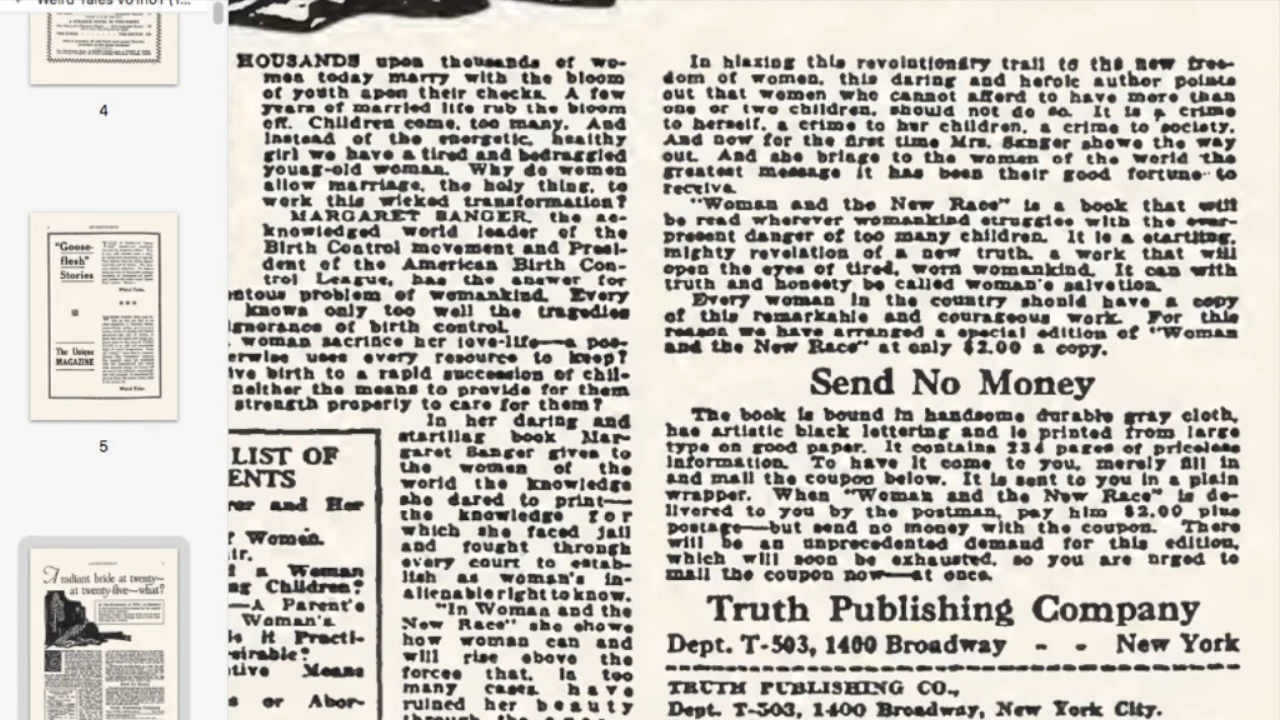 Weird Tales v01n01 (1...
4
"Goose-
flesh"
Stories
The Unique
MAGAZINE
Weird Tales.
5
A radiant bride at twenty—
at twenty-five—what?
HOUSANDS upon thousands of wo-
men today marry with the bloom
of youth upon their cheeks. A few
years of married life rub the bloom
off. Children come, too many. And
instead of the energetic, healthy
girl we have a tired and bedraggled
young-old woman. Why do women
allow marriage, the holy thing, to
work this wicked transformation?
MARGARET SANGER, the ac-
knowledged world leader of the
Birth Control movement and Presi-
dent of the American Birth Con-
trol League, has the answer for
ntous problem of womankind. Every
knows only too well the tragedies
ignorance of birth control.
woman sacrifice her love-life—a pos-
erwise uses every resource to keep?
ive birth to a rapid succession of chil-
neither the means to provide for them
strength properly to care for them?
LIST OF
ENTS
rer and Her
r Women.
ir.
f a Woman
ng Children?
—A Parent's
Woman's
Is it Practi-
esirable?
tive Means
s or Abor-
In her daring and
startling book Mar-
garet Sanger gives to
the women of the
world the knowledge
she dared to print—
the knowledge for
which she faced jail
and fought through
every court to estab-
lish as woman's in-
alienable right to know.
"In Woman and the
New Race" she shows
how woman can and
will rise above the
forces that, in too
many cases have
ruined her beauty
In blazing this revolutionary trail to the new free-
dom of women, this daring and heroic author points
out that women who cannot afford to have more than
one or two children, should not do so. It is a crime
to herself, a crime to her children, a crime to society.
And now for the first time Mrs. Sanger shows the way
out. And she brings to the women of the world the
greatest message it has been their good fortune to
receive.
"Woman and the New Race" is a book that will
be read wherever womankind struggles with the ever-
present danger of too many children. It is a startling,
mighty revelation of a new truth, a work that will
open the eyes of tired, worn womankind. It can with
truth and honesty be called woman's salvation.
Every woman in the country should have a copy
of this remarkable and courageous work. For this
reason we have arranged a special edition of "Woman
and the New Race" at only $2.00 a copy.
Send No Money
The book is bound in handsome durable gray cloth,
has artistic black lettering and is printed from large
type on good paper. It contains 234 pages of priceless
information. To have it come to you, merely fill in
and mail the coupon below. It is sent to you in a plain
wrapper. When "Woman and the New Race" is de-
livered to you by the postman, pay him $2.00 plus
postage—but send no money with the coupon. There
will be an unprecedented demand for this edition,
which will soon be exhausted, so you are urged to
mail the coupon now—at once.
Truth Publishing Company
Dept. T-503, 1400 Broadway - - New York
TRUTH PUBLISHING CO.,
Dept. T-503, 1400 Broadway, New York City.